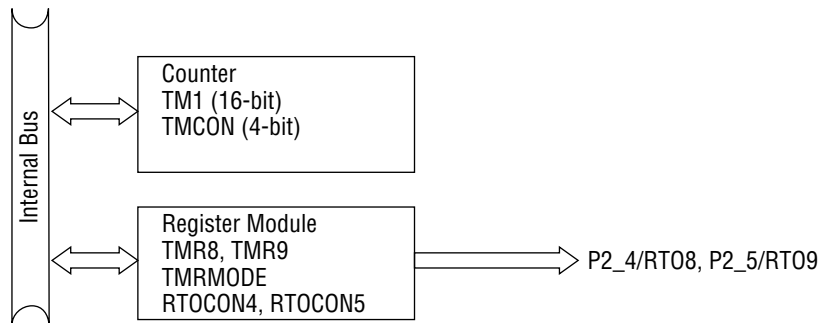 Internal Bus
Counter
TM1 (16-bit)
TMCON (4-bit)
Register Module
TMR8, TMR9
TMRMODE
RTOCON4, RTOCON5
P2_4/RTO8, P2_5/RTO9